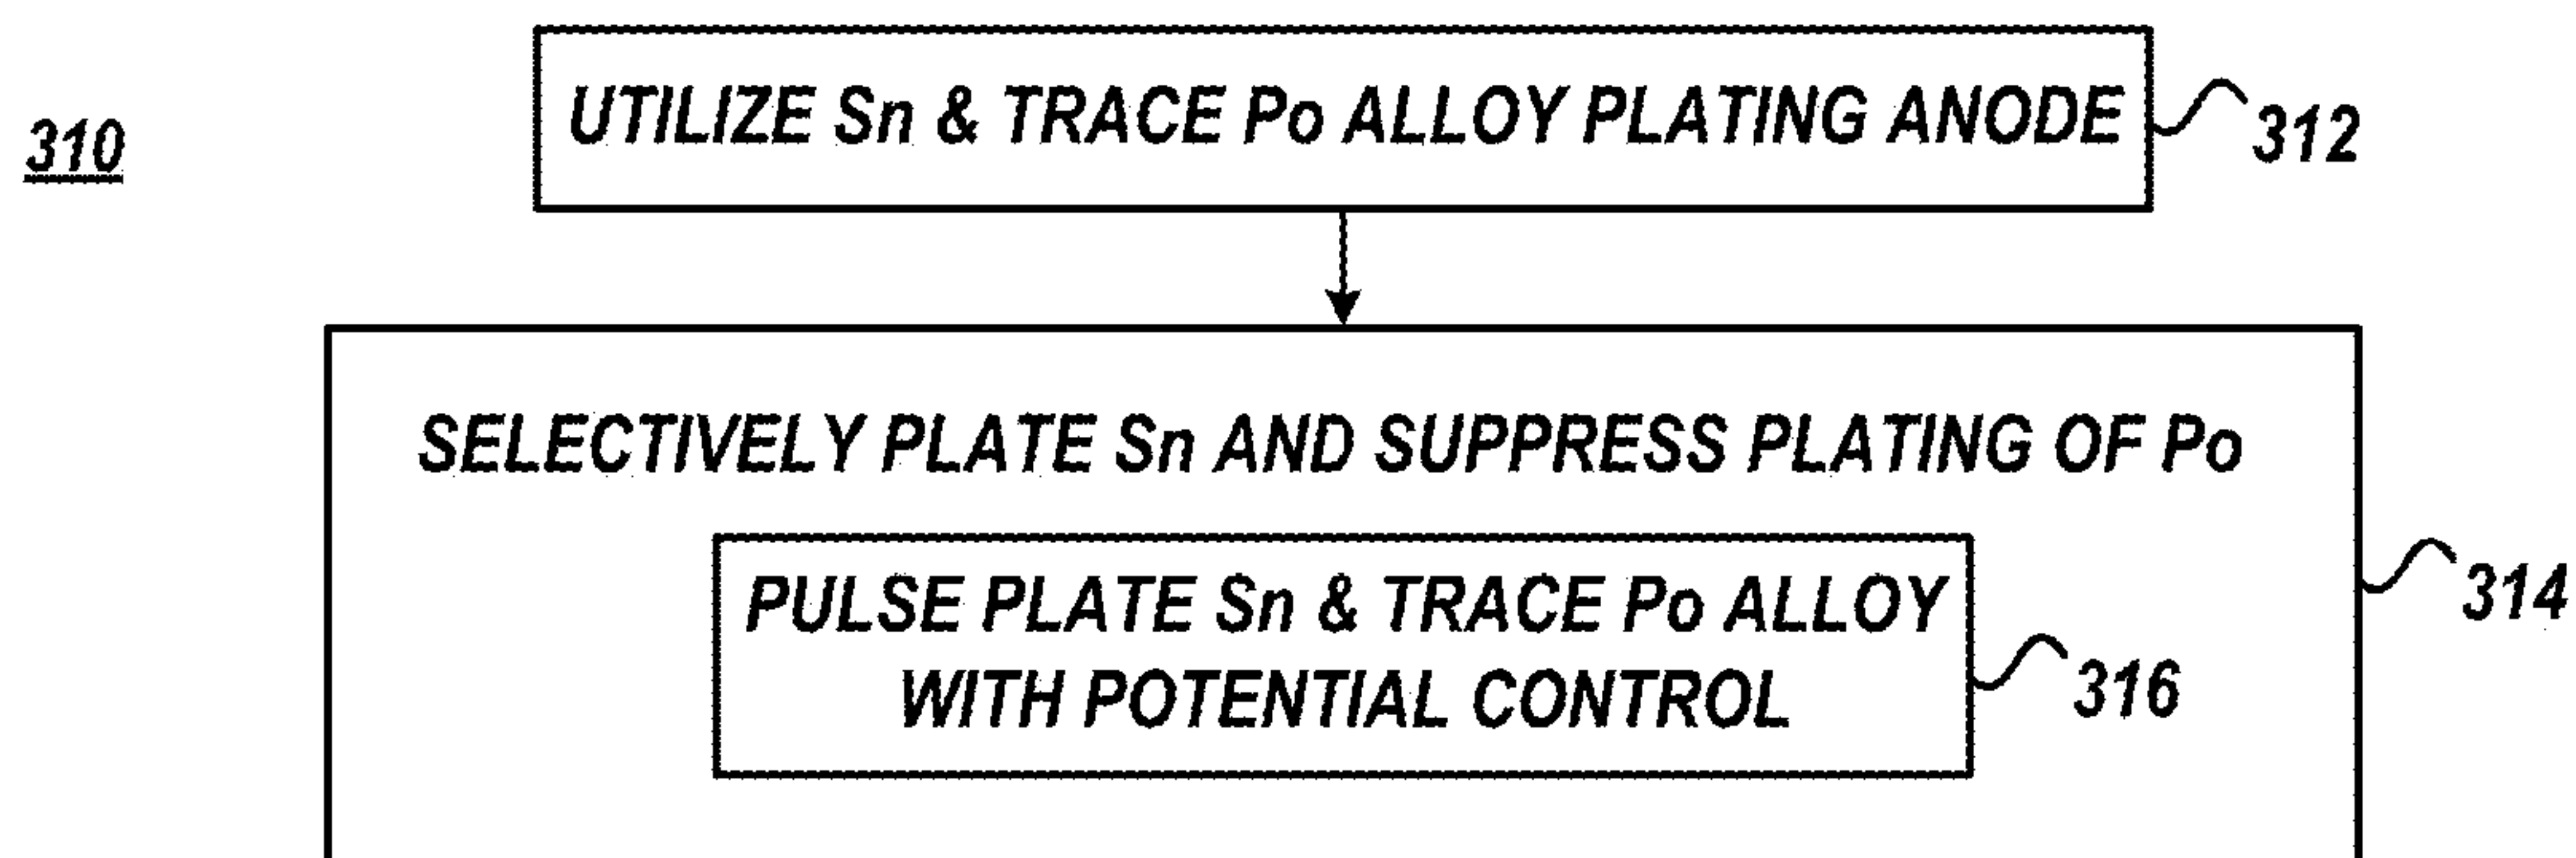 310
UTILIZE Sn & TRACE Po ALLOY PLATING ANODE
312
SELECTIVELY PLATE Sn AND SUPPRESS PLATING OF Po
314
PULSE PLATE Sn & TRACE Po ALLOY
WITH POTENTIAL CONTROL
316